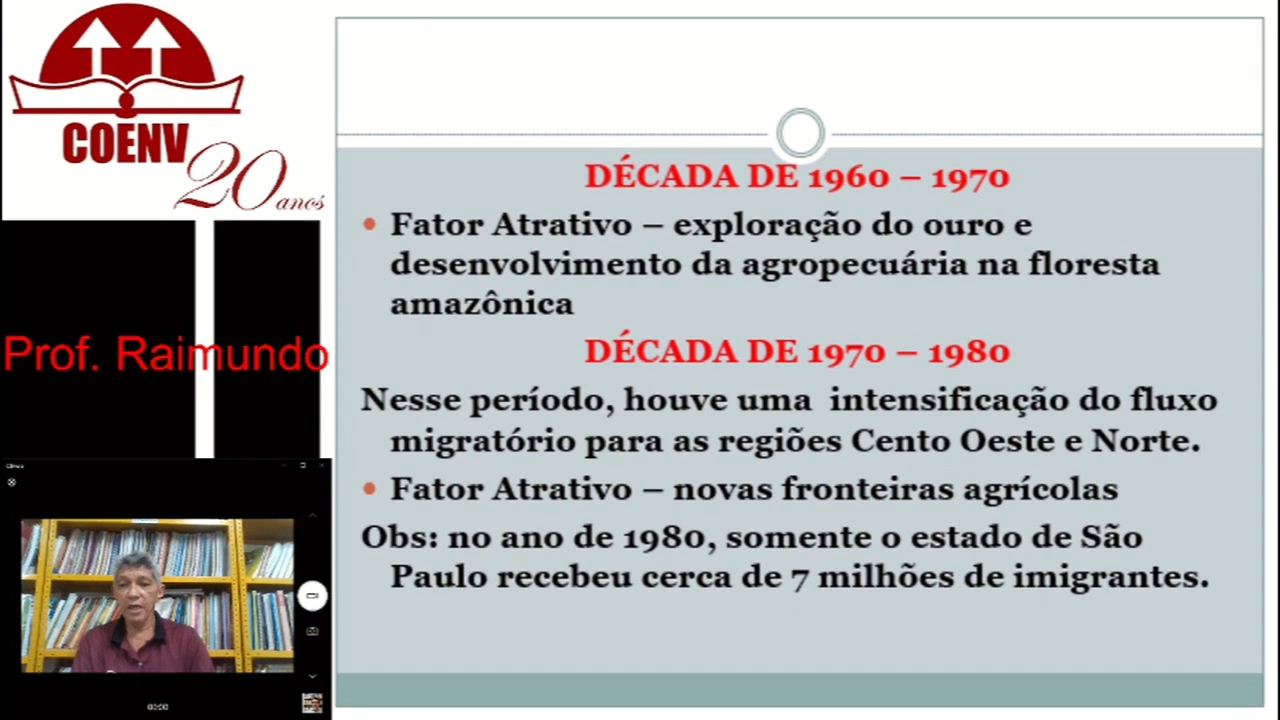 COENV
20 anos
Prof. Raimundo
00:00
DÉCADA DE 1960 – 1970
• Fator Atrativo – exploração do ouro e
desenvolvimento da agropecuária na floresta
amazônica
DÉCADA DE 1970 – 1980
Nesse período, houve uma intensificação do fluxo
migratório para as regiões Cento Oeste e Norte.
• Fator Atrativo – novas fronteiras agrícolas
Obs: no ano de 1980, somente o estado de São
Paulo recebeu cerca de 7 milhões de imigrantes.